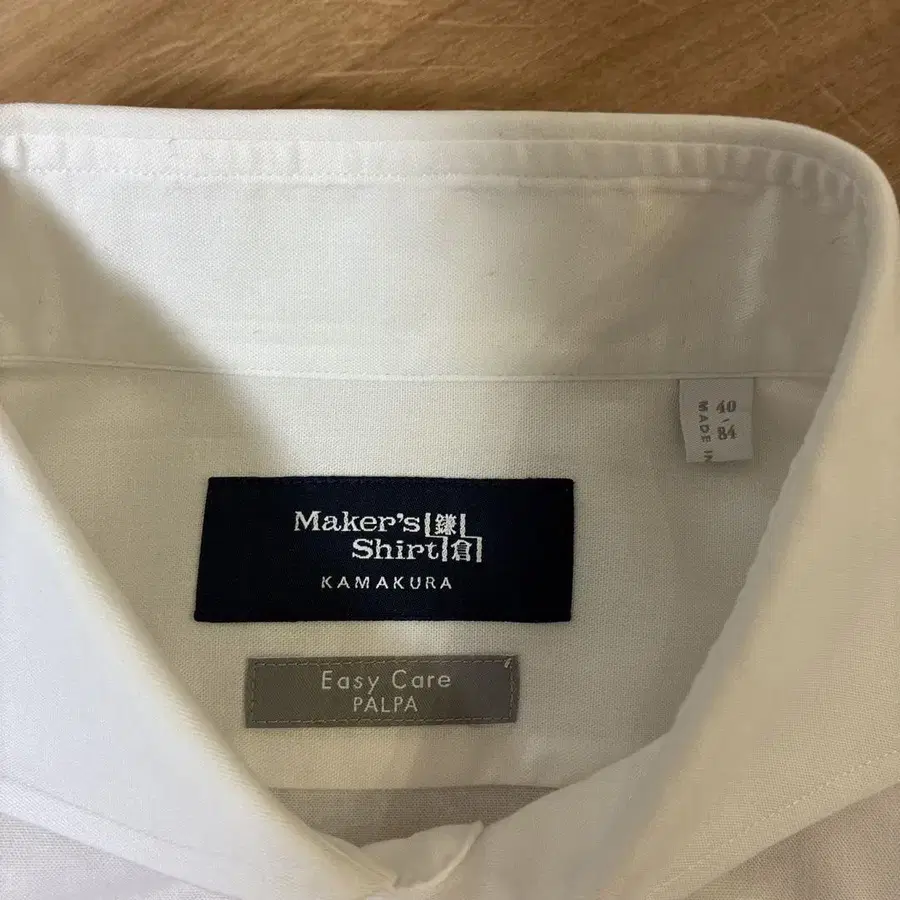 40
-
84
MADE IN
Maker's 鎌
Shirt 倉
KAMAKURA
Easy Care
PALPA